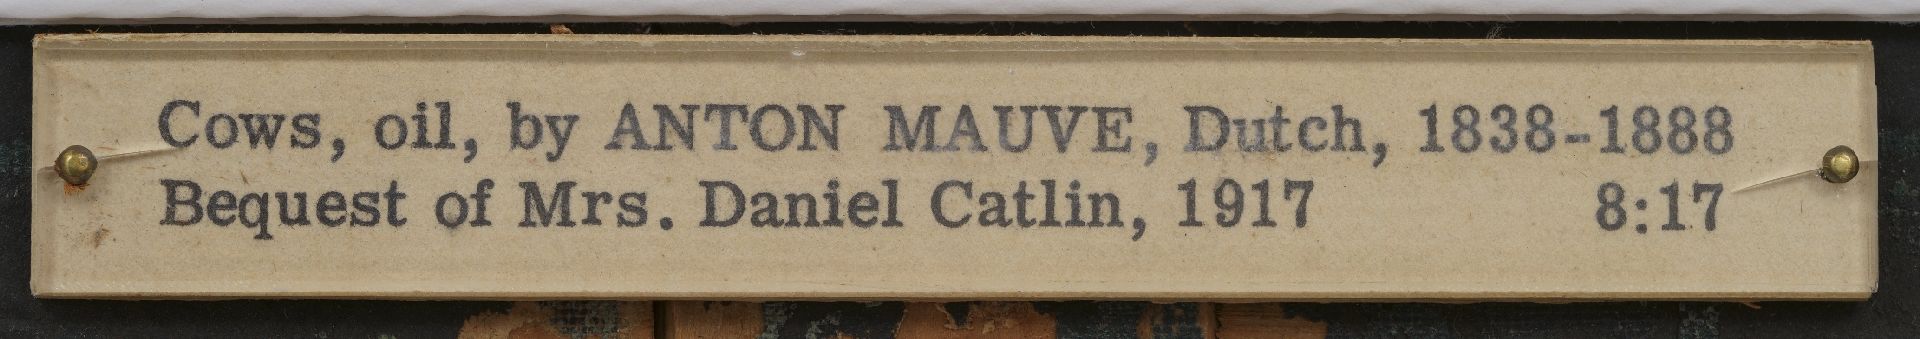 Cows, oil, by ANTON MAUVE, Dutch, 1838-1888
Bequest of Mrs. Daniel Catlin, 1917 8:17